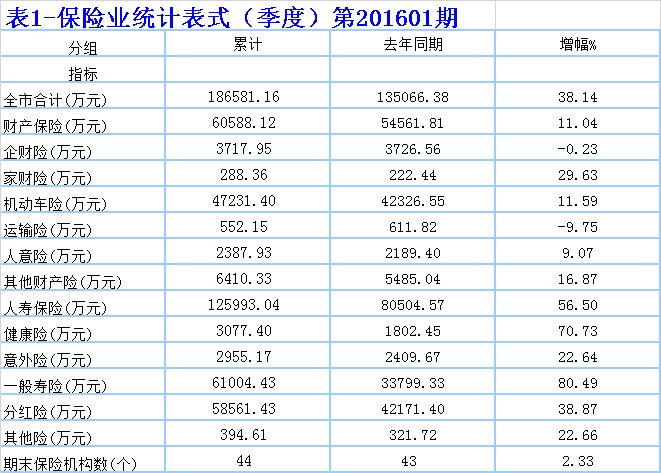 表1-保险业统计表式（季度）第201601期
分组 累计 去年同期 增幅%
指标
全市合计(万元) 186581.16 135066.38 38.14
财产保险(万元) 60588.12 54561.81 11.04
企财险(万元) 3717.95 3726.56 -0.23
家财险(万元) 288.36 222.44 29.63
机动车险(万元) 47231.40 42326.55 11.59
运输险(万元) 552.15 611.82 -9.75
人意险(万元) 2387.93 2189.40 9.07
其他财产险(万元) 6410.33 5485.04 16.87
人寿保险(万元) 125993.04 80504.57 56.50
健康险(万元) 3077.40 1802.45 70.73
意外险(万元) 2955.17 2409.67 22.64
一般寿险(万元) 61004.43 33799.33 80.49
分红险(万元) 58561.43 42171.40 38.87
其他险(万元) 394.61 321.72 22.66
期末保险机构数(个) 44 43 2.33